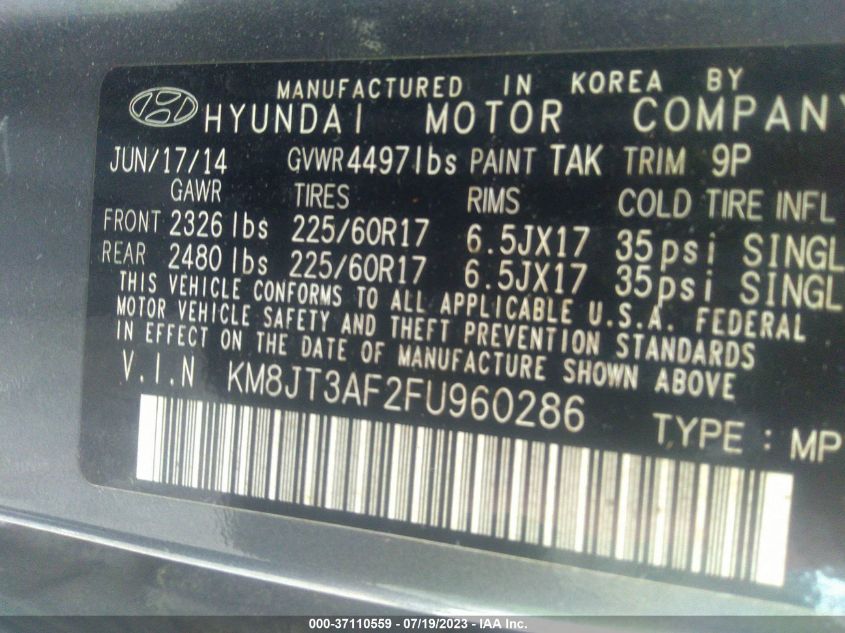 MANUFACTURED IN KOREA BY
HYUNDAI MOTOR COMPANY
JUN/17/14 GVWR 4497lbs PAINT TAK TRIM 9P
GAWR TIRES RIMS COLD TIRE INFL
FRONT 2326 lbs 225/60R17 6.5JX17 35psi SINGL
REAR 2480 lbs 225/60R17 6.5JX17 35psi SINGL
THIS VEHICLE CONFORMS TO ALL APPLICABLE U.S.A. FEDERAL
MOTOR VEHICLE SAFETY AND THEFT PREVENTION STANDARDS
IN EFFECT ON THE DATE OF MANUFACTURE SHOWN ABOVE
V.I.N KM8JT3AF2FU960286 TYPE : MP
000-37110559 - 07/19/2023 - IAA Inc.